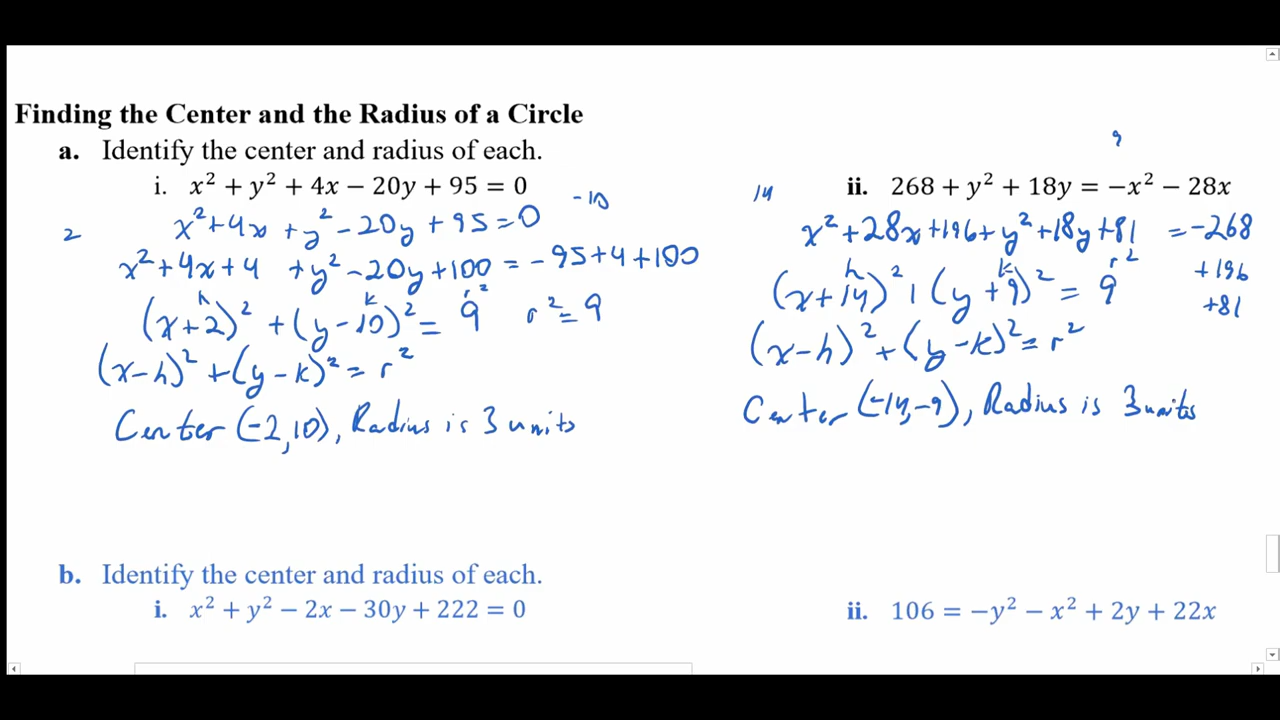 Finding the Center and the Radius of a Circle
a. Identify the center and radius of each.
i. x² + y² + 4x − 20y + 95 = 0
-10
x² + 4x + y² - 20y + 95 = 0
2
x² + 4x + 4 + y² - 20y + 100 = -95 + 4 + 100
h k r²
(x + 2)² + (y - 10)² = 9 r² = 9
(x - h)² + (y - k)² = r²
Center (-2, 10), Radius is 3 units
9
14
ii. 268 + y² + 18y = −x² − 28x
x² + 28x + 196 + y² + 18y + 81 = -268
+196
+81
h k r²
(x + 14)² + (y + 9)² = 9
(x - h)² + (y - k)² = r²
Center (-14, -9), Radius is 3 units
b. Identify the center and radius of each.
i. x² + y² − 2x − 30y + 222 = 0
ii. 106 = −y² − x² + 2y + 22x